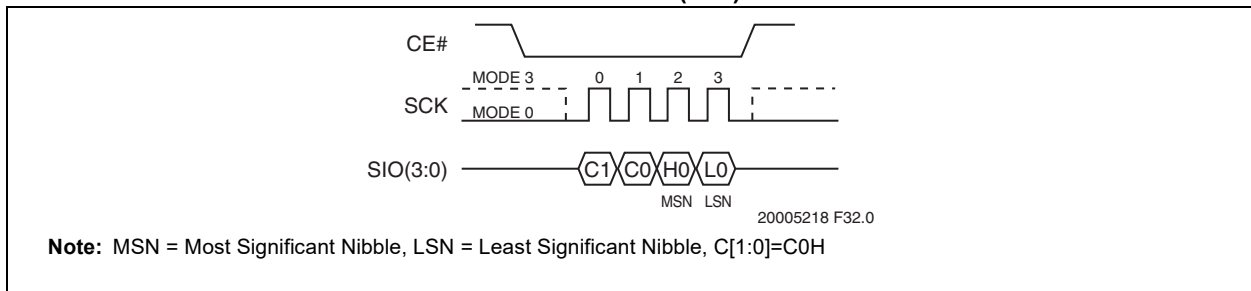 CE#
MODE 3 0 1 2 3
SCK
MODE 0
SIO(3:0) C1 C0 H0 L0
MSN LSN
20005218 F32.0
Note: MSN = Most Significant Nibble, LSN = Least Significant Nibble, C[1:0]=C0H